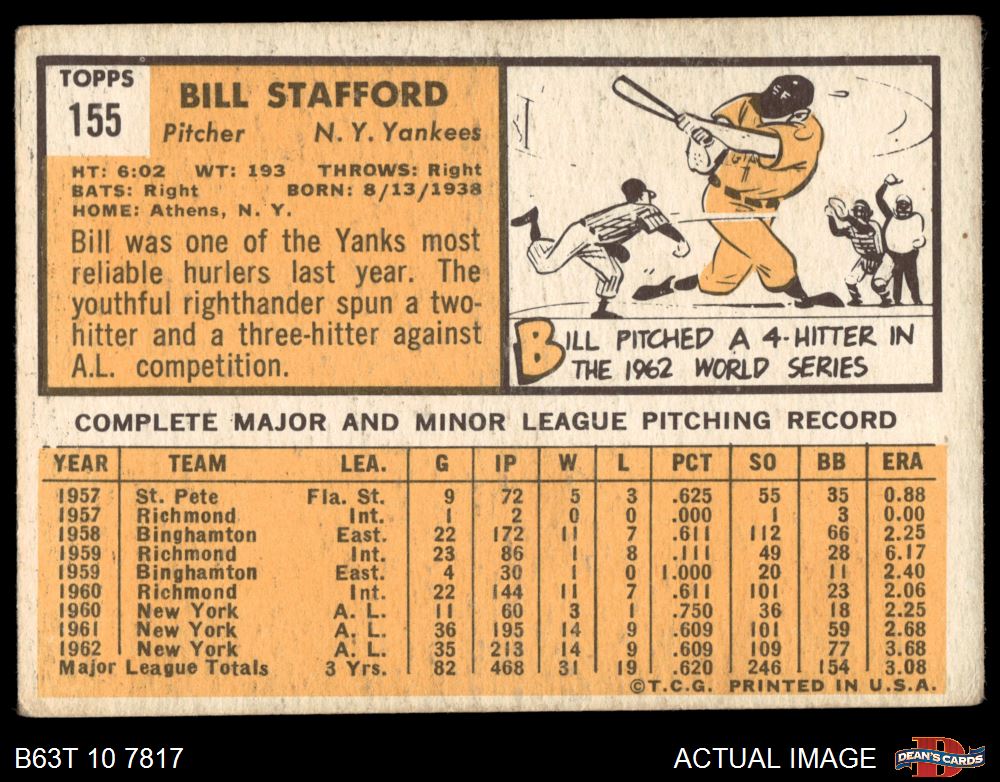 TOPPS
155
BILL STAFFORD
Pitcher N. Y. Yankees
HT: 6:02 WT: 193 THROWS: Right
BATS: Right BORN: 8/13/1938
HOME: Athens, N. Y.
Bill was one of the Yanks most
reliable hurlers last year. The
youthful righthander spun a two-
hitter and a three-hitter against
A.L. competition.
SF
GIA
BILL PITCHED A 4-HITTER IN
THE 1962 WORLD SERIES
COMPLETE MAJOR AND MINOR LEAGUE PITCHING RECORD
YEAR TEAM LEA. G IP W L PCT SO BB ERA
1957 St. Pete Fla. St. 9 72 5 3 .625 55 35 0.88
1957 Richmond Int. 1 2 0 0 .000 1 3 0.00
1958 Binghamton East. 22 172 11 7 .611 112 66 2.25
1959 Richmond Int. 23 86 1 8 .111 49 28 6.17
1959 Binghamton East. 4 30 1 0 1.000 20 11 2.40
1960 Richmond Int. 22 144 11 7 .611 101 23 2.06
1960 New York A. L. 11 60 3 1 .750 36 18 2.25
1961 New York A. L. 36 195 14 9 .609 101 59 2.68
1962 New York A. L. 35 213 14 9 .609 109 77 3.68
Major League Totals 3 Yrs. 82 468 31 19 .620 246 154 3.08
©T.C.G. PRINTED IN U.S.A.
B63T 10 7817
ACTUAL IMAGE
D
DEAN'S CARDS